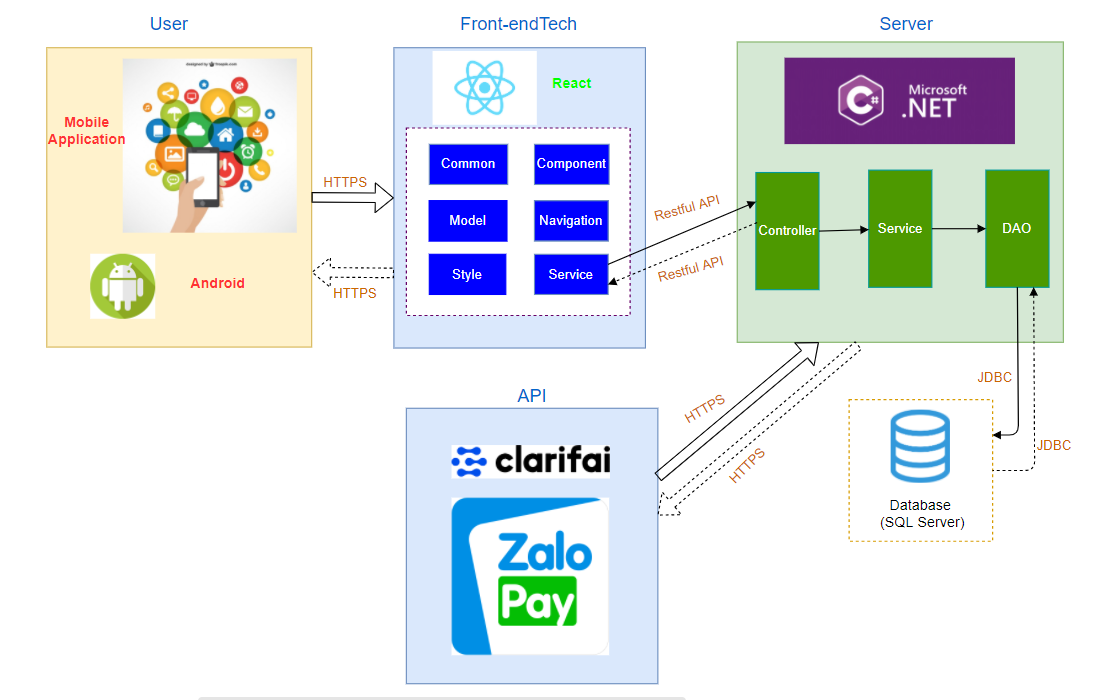 User
Front-endTech
Server
designed by freepik.com
Mobile
Application
Android
HTTPS
HTTPS
React
Common
Component
Model
Navigation
Style
Service
Restful API
Restful API
C#
Microsoft
.NET
Controller
Service
DAO
JDBC
JDBC
Database
(SQL Server)
API
HTTPS
HTTPS
clarifai
Zalo
Pay